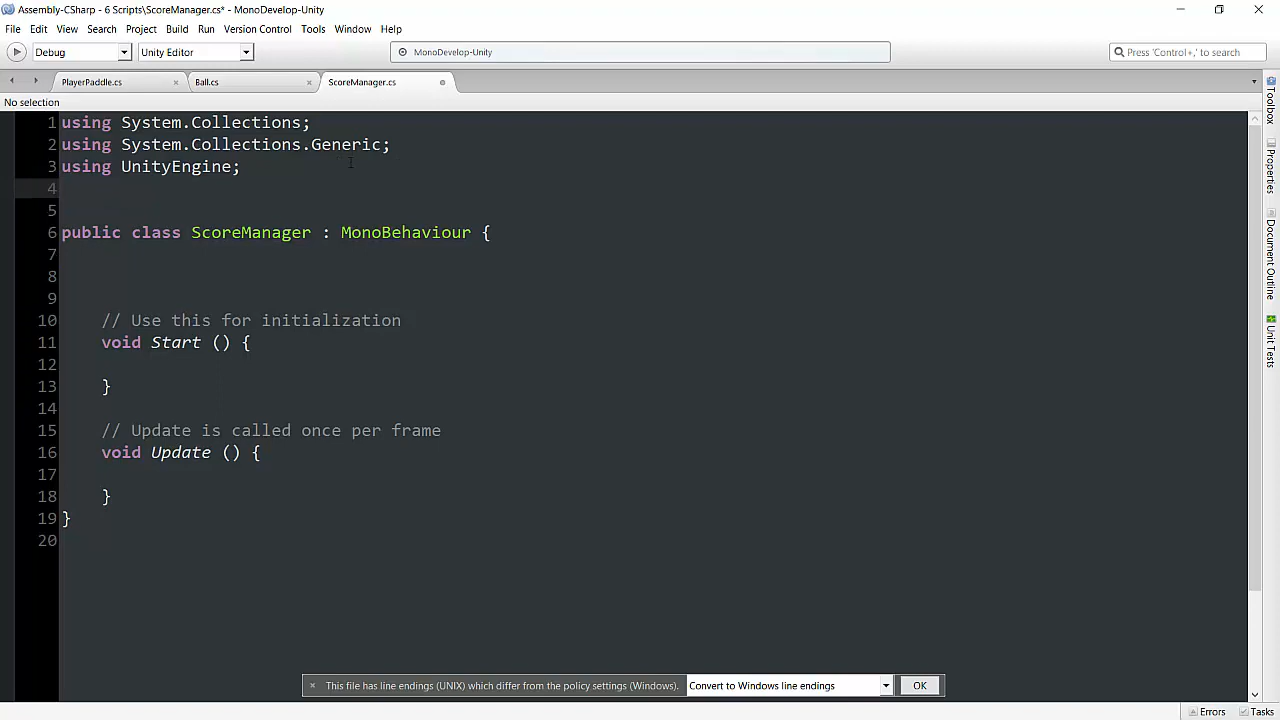 Assembly-CSharp - 6 Scripts\ScoreManager.cs* - MonoDevelop-Unity
File Edit View Search Project Build Run Version Control Tools Window Help
Debug Unity Editor MonoDevelop-Unity Press 'Control+,' to search
PlayerPaddle.cs Ball.cs ScoreManager.cs
No selection
1 using System.Collections;
2 using System.Collections.Generic;
3 using UnityEngine;
4
5
6 public class ScoreManager : MonoBehaviour {
7
8
9
10 // Use this for initialization
11 void Start () {
12
13 }
14
15 // Update is called once per frame
16 void Update () {
17
18 }
19 }
20
Toolbox
Properties
Document Outline
Unit Tests
This file has line endings (UNIX) which differ from the policy settings (Windows). Convert to Windows line endings OK
Errors Tasks